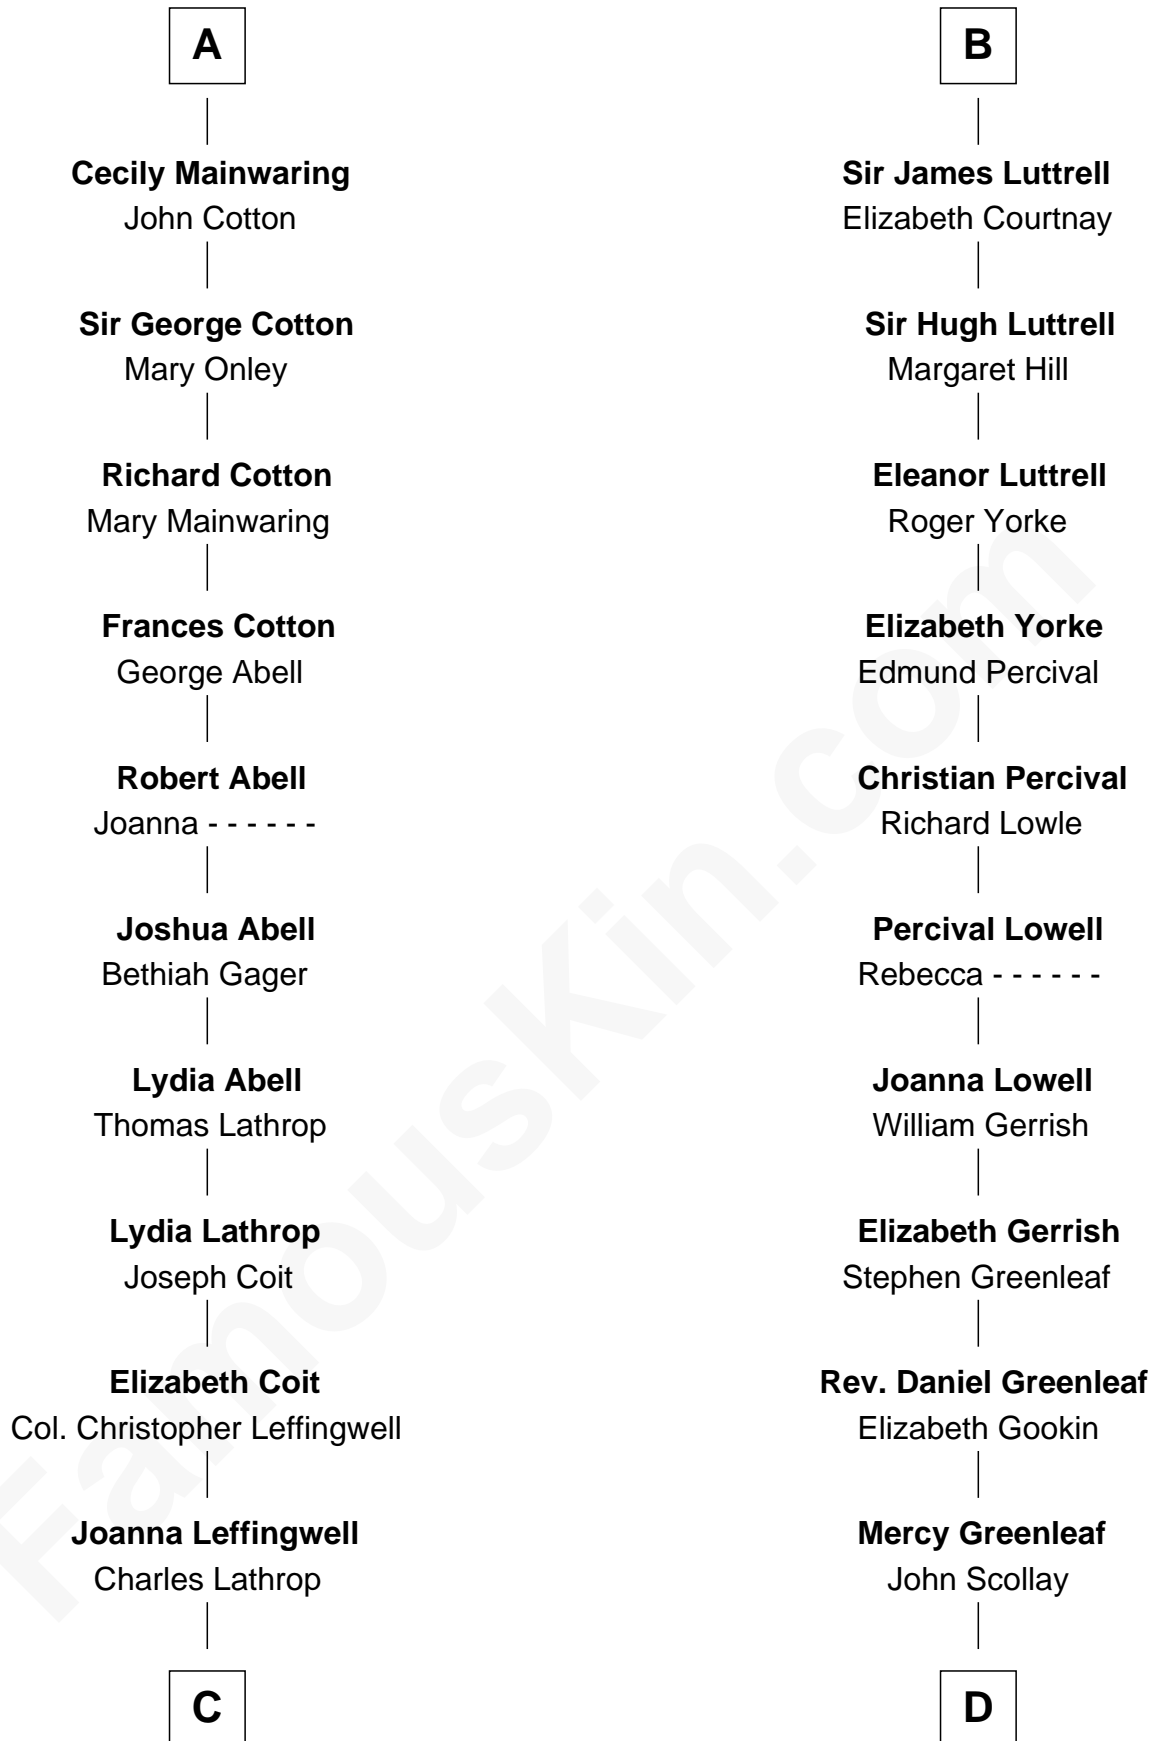 A
Cecily Mainwaring
John Cotton
Sir George Cotton
Mary Onley
Richard Cotton
Mary Mainwaring
Frances Cotton
George Abell
Robert Abell
Joanna - - - - - -
Joshua Abell
Bethiah Gager
Lydia Abell
Thomas Lathrop
Lydia Lathrop
Joseph Coit
Elizabeth Coit
Col. Christopher Leffingwell
Joanna Leffingwell
Charles Lathrop
C
B
Sir James Luttrell
Elizabeth Courtnay
Sir Hugh Luttrell
Margaret Hill
Eleanor Luttrell
Roger Yorke
Elizabeth Yorke
Edmund Percival
Christian Percival
Richard Lowle
Percival Lowell
Rebecca - - - - - -
Joanna Lowell
William Gerrish
Elizabeth Gerrish
Stephen Greenleaf
Rev. Daniel Greenleaf
Elizabeth Gookin
Mercy Greenleaf
John Scollay
D
FamousKin.com